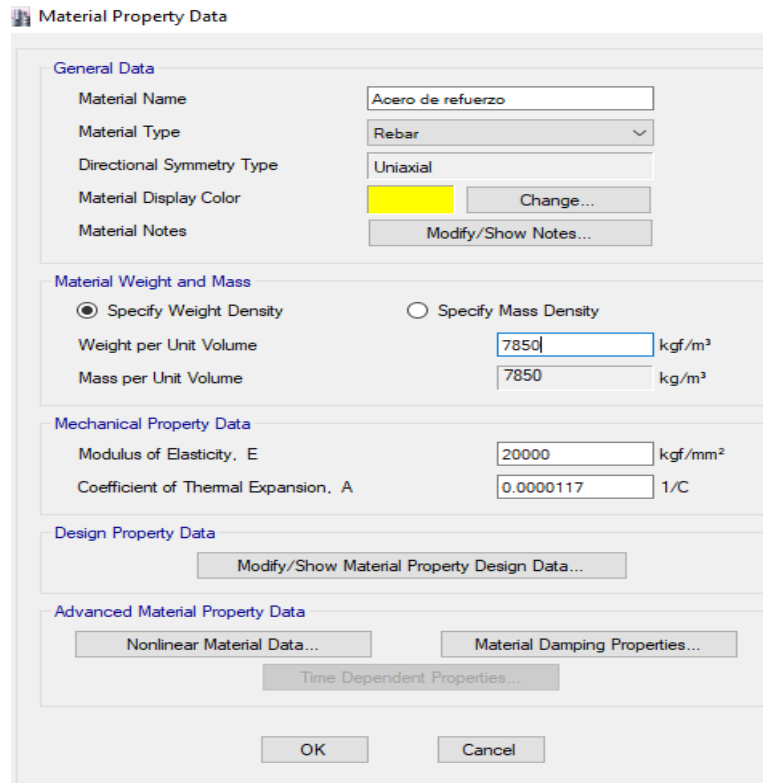 Material Property Data
General Data
Material Name Acero de refuerzo
Material Type Rebar
Directional Symmetry Type Uniaxial
Material Display Color Change...
Material Notes Modify/Show Notes...
Material Weight and Mass
Specify Weight Density Specify Mass Density
Weight per Unit Volume 7850 kgf/m³
Mass per Unit Volume 7850 kg/m³
Mechanical Property Data
Modulus of Elasticity, E 20000 kgf/mm²
Coefficient of Thermal Expansion, A 0.0000117 1/C
Design Property Data
Modify/Show Material Property Design Data...
Advanced Material Property Data
Nonlinear Material Data... Material Damping Properties...
Time Dependent Properties...
OK Cancel